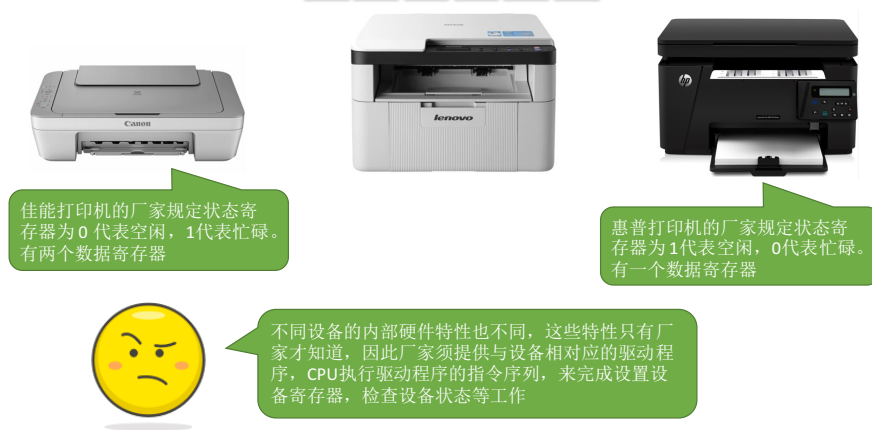 Canon
lenovo
hp
佳能打印机的厂家规定状态寄
存器为0 代表空闲，1代表忙碌。
有两个数据寄存器
惠普打印机的厂家规定状态寄
存器为1代表空闲，0代表忙碌。
有一个数据寄存器
不同设备的内部硬件特性也不同，这些特性只有厂
家才知道，因此厂家须提供与设备相对应的驱动程
序，CPU执行驱动程序的指令序列，来完成设置设
备寄存器，检查设备状态等工作